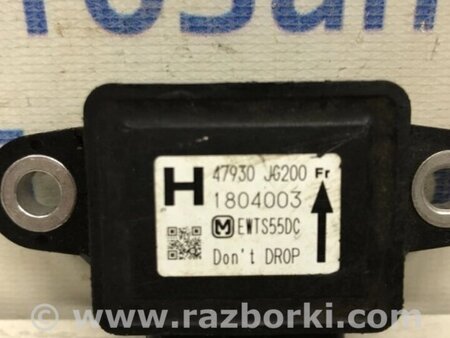 H 47930 JG200 Fr
1804003
M EWTS55DC
Don't DROP
www.razborki.com